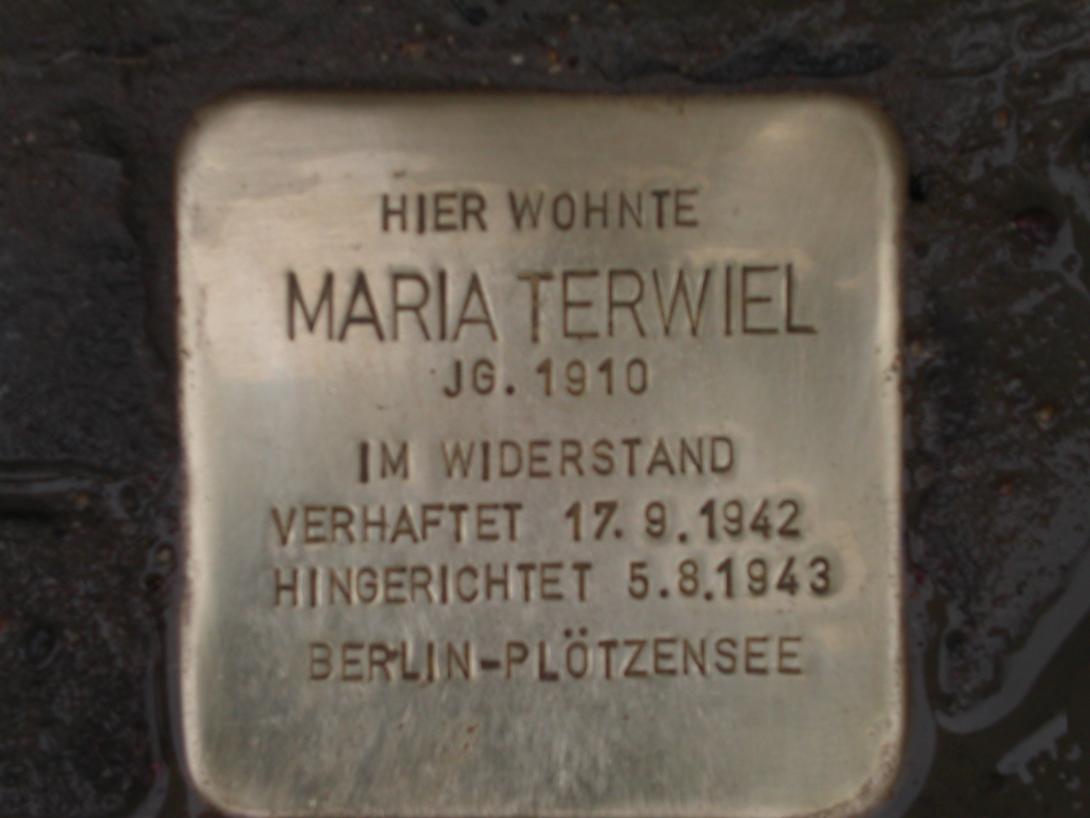 HIER WOHNTE
MARIA TERWIEL
JG. 1910
IM WIDERSTAND
VERHAFTET 17.9.1942
HINGERICHTET 5.8.1943
BERLIN-PLÖTZENSEE